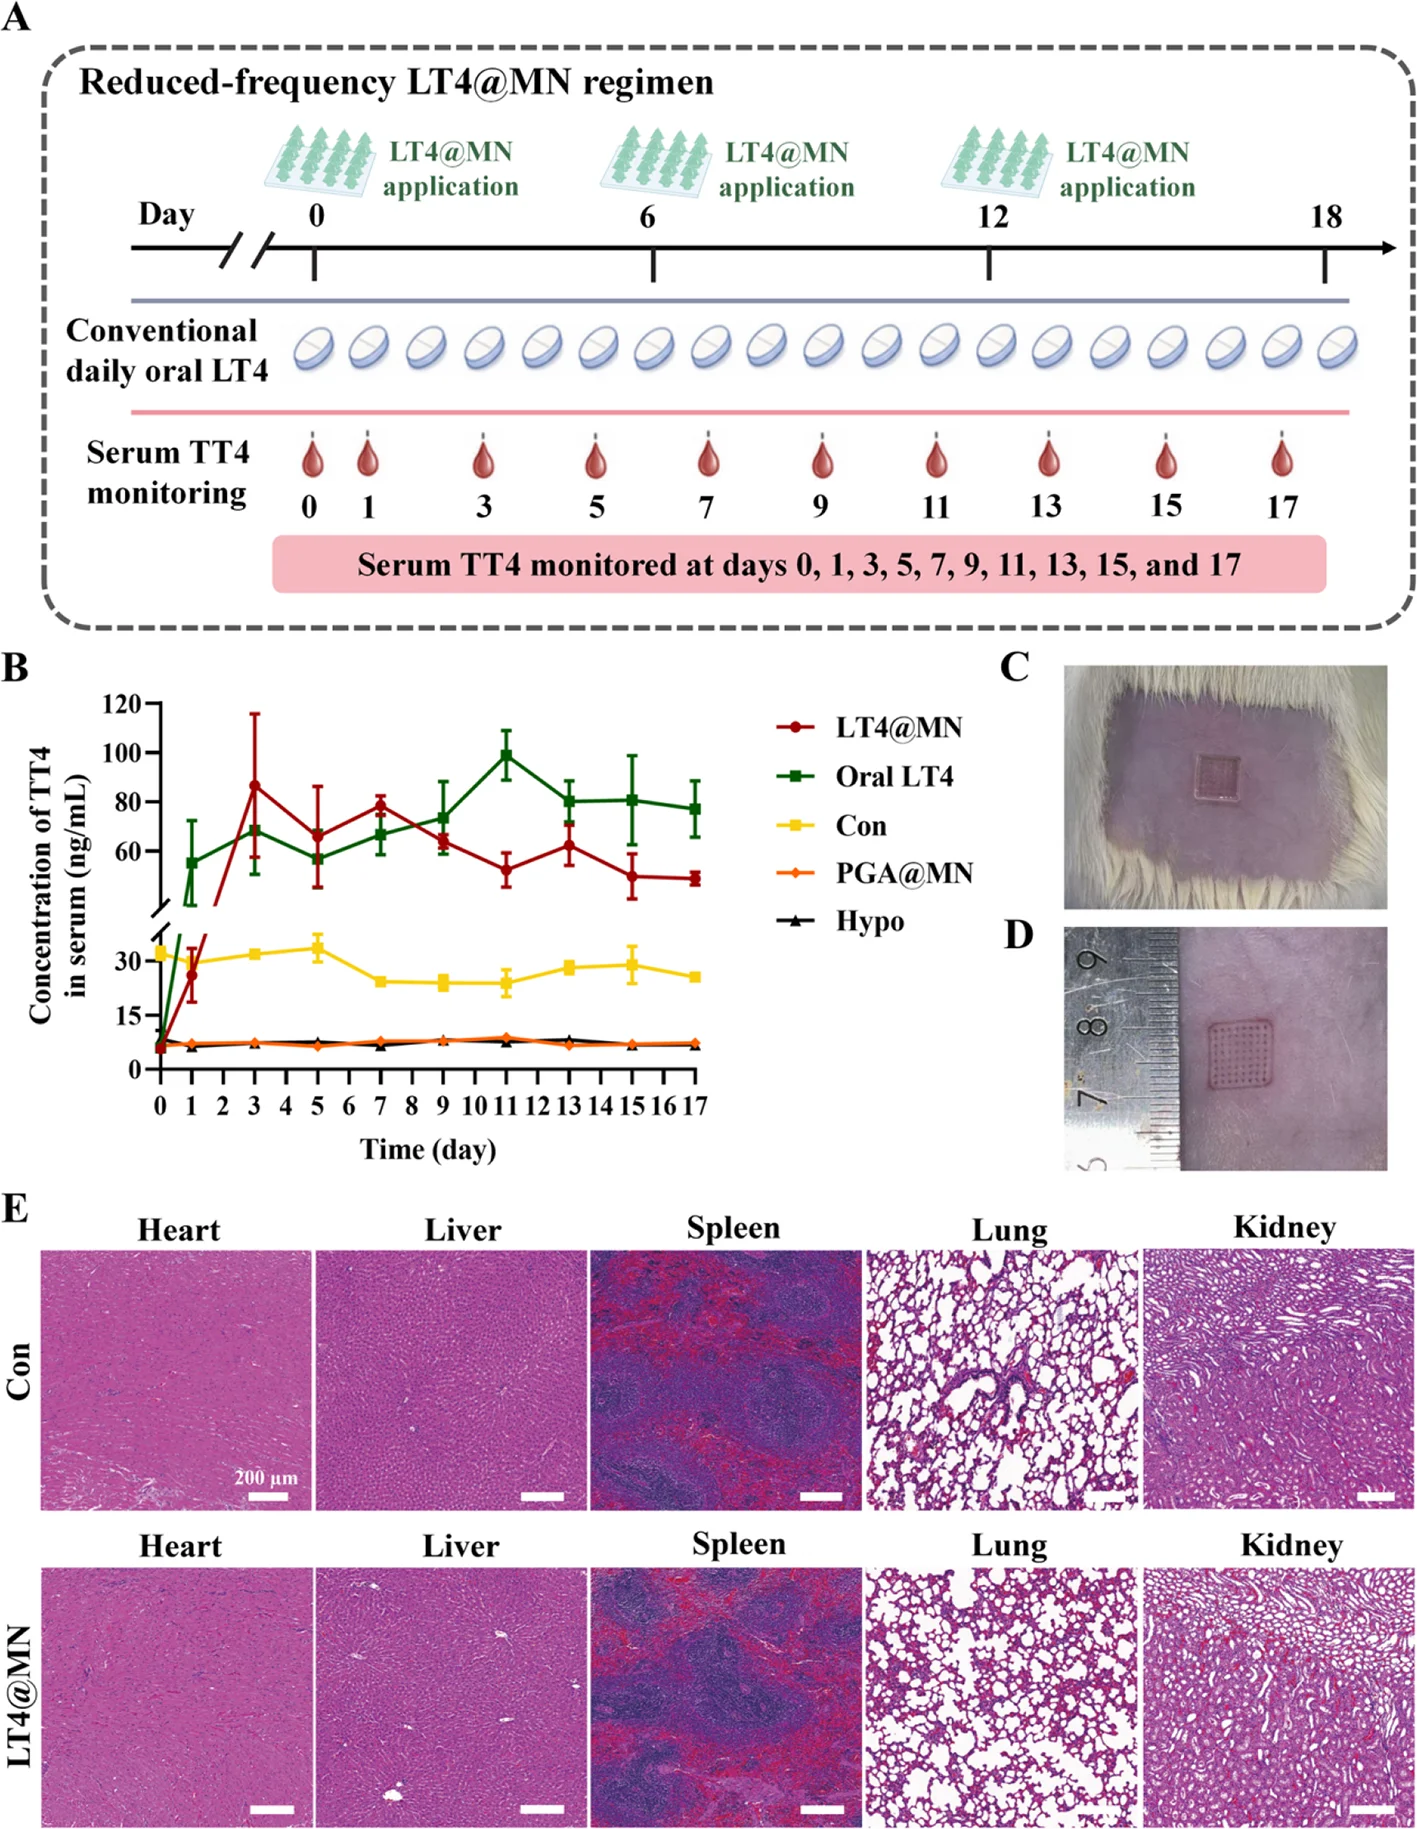 A
Reduced-frequency LT4@MN regimen
LT4@MN
application
LT4@MN
application
LT4@MN
application
Day 0 6 12 18
Conventional
daily oral LT4
Serum TT4
monitoring
0 1 3 5 7 9 11 13 15 17
Serum TT4 monitored at days 0, 1, 3, 5, 7, 9, 11, 13, 15, and 17
B
Concentration of TT4
in serum (ng/mL)
120
100
80
60
30
15
0
0 1 2 3 4 5 6 7 8 9 10 11 12 13 14 15 16 17
Time (day)
LT4@MN
Oral LT4
Con
PGA@MN
Hypo
C
D
9
8
7
E
Heart Liver Spleen Lung Kidney
Con
200 μm
Heart Liver Spleen Lung Kidney
LT4@MN